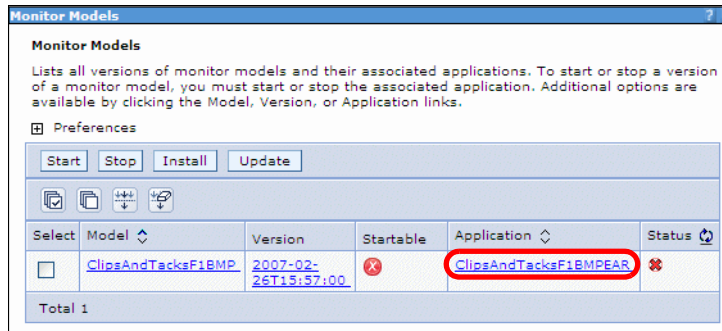 Monitor Models ?
Monitor Models
Lists all versions of monitor models and their associated applications. To start or stop a version
of a monitor model, you must start or stop the associated application. Additional options are
available by clicking the Model, Version, or Application links.
Preferences
Start Stop Install Update
Select Model Version Startable Application Status
ClipsAndTacksF1BMP 2007-02-26T15:57:00 ClipsAndTacksF1BMPEAR
Total 1